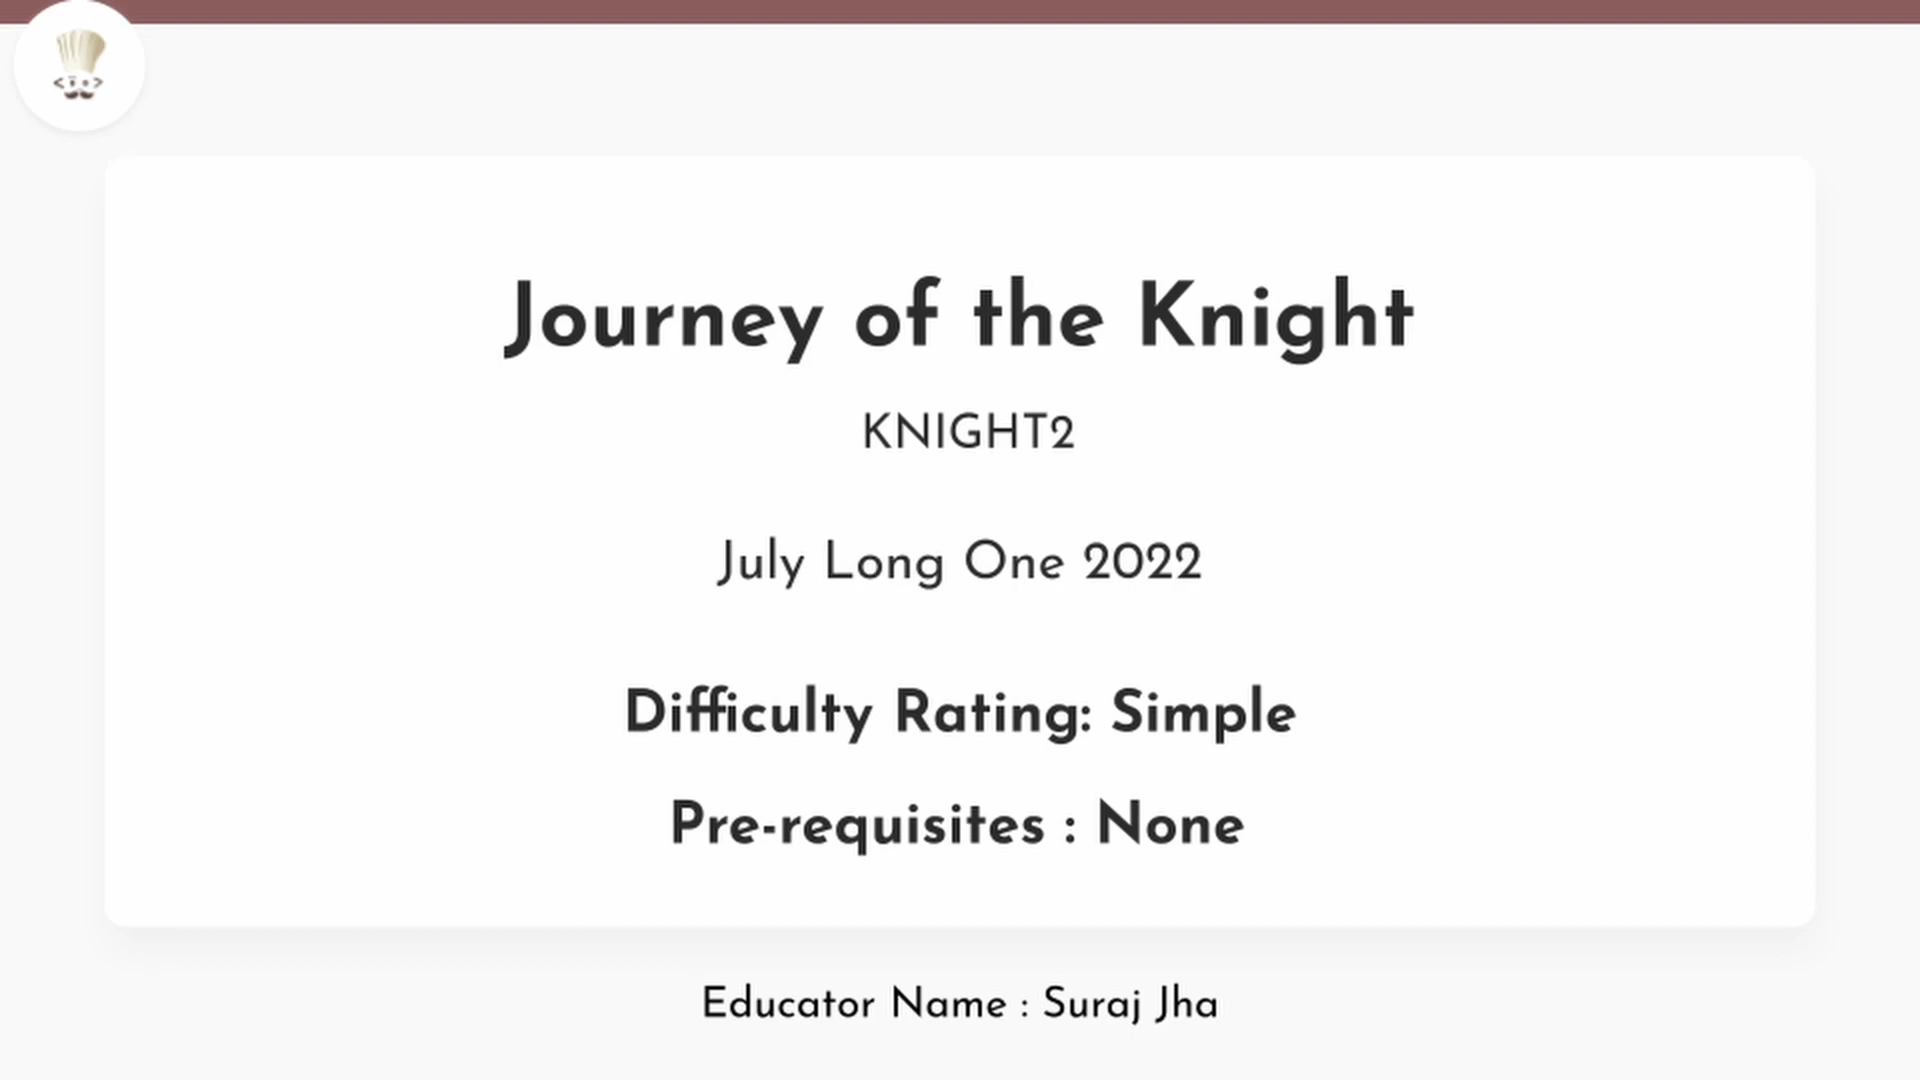 Journey of the Knight
KNIGHT2
July Long One 2022
Difficulty Rating: Simple
Pre-requisites : None
Educator Name : Suraj Jha